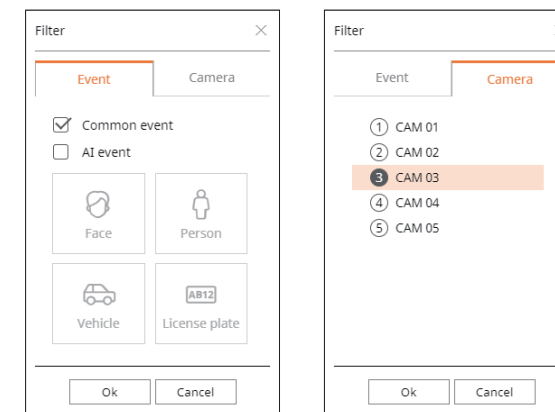 Filter
Event Camera
Common event
AI event
Face Person
AB12
Vehicle License plate
Ok Cancel
Filter
Event Camera
1 CAM 01
2 CAM 02
3 CAM 03
4 CAM 04
5 CAM 05
Ok Cancel